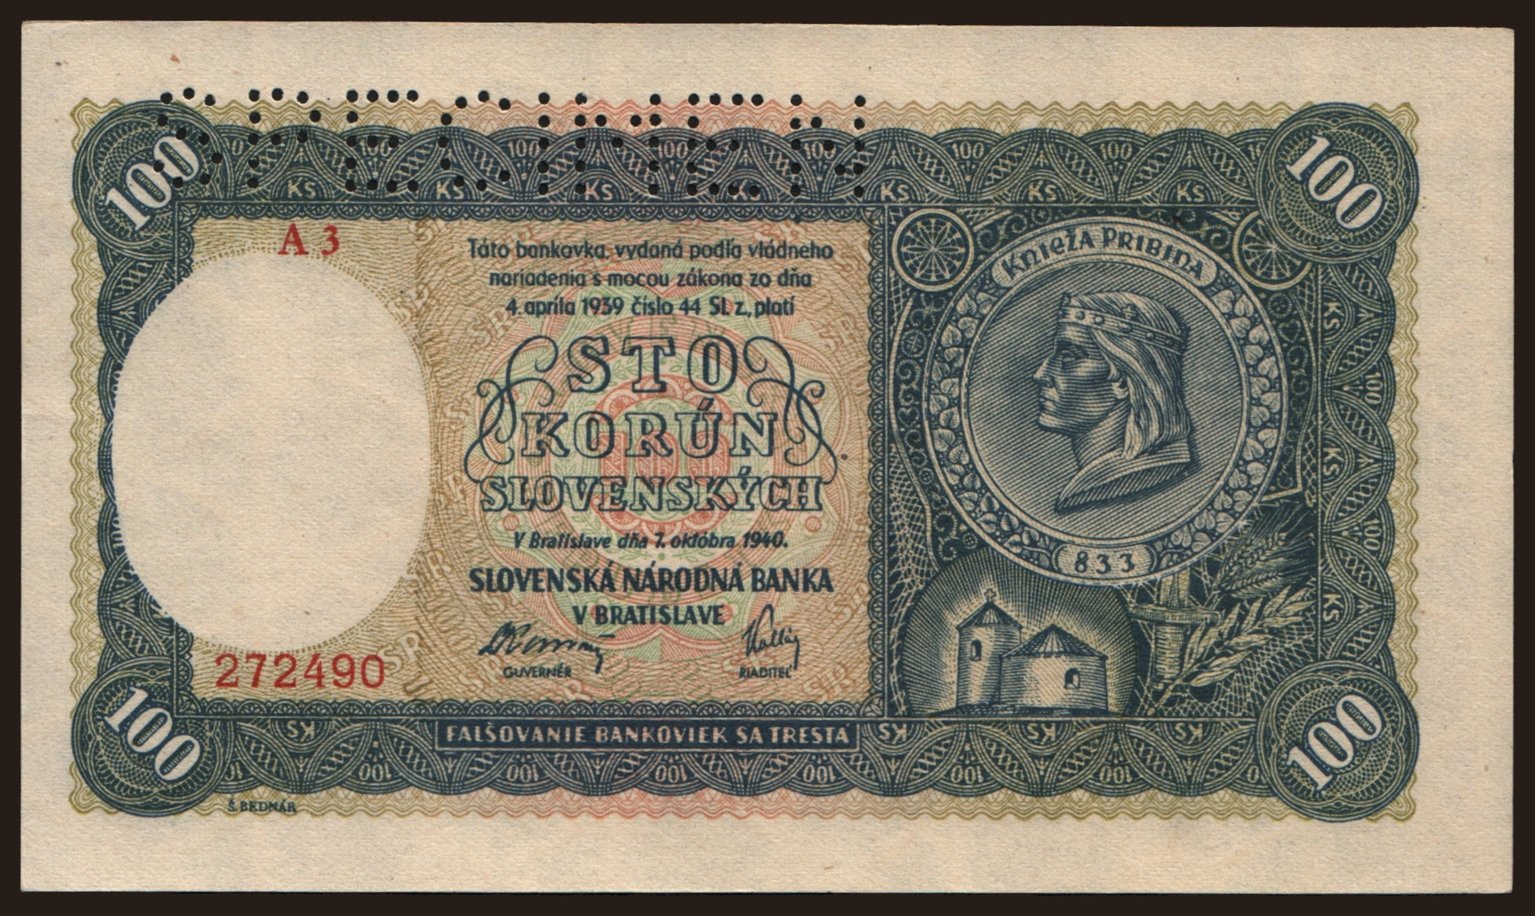 SPECIMEN
100
100
A 3
Táto bankovka, vydaná podľa vládneho
nariadenia s mocou zákona zo dňa
4. apríla 1939 číslo 44 Sl. z., platí
STO
KORÚN
SLOVENSKÝCH
V Bratislave dňa 7. októbra 1940.
SLOVENSKÁ NÁRODNÁ BANKA
V BRATISLAVE
GUVERNÉR
RIADITEĽ
272490
KNIEŽA PRIBINA
833
100
FALŠOVANIE BANKOVIEK SA TRESTÁ
100
Š. BEDNÁR